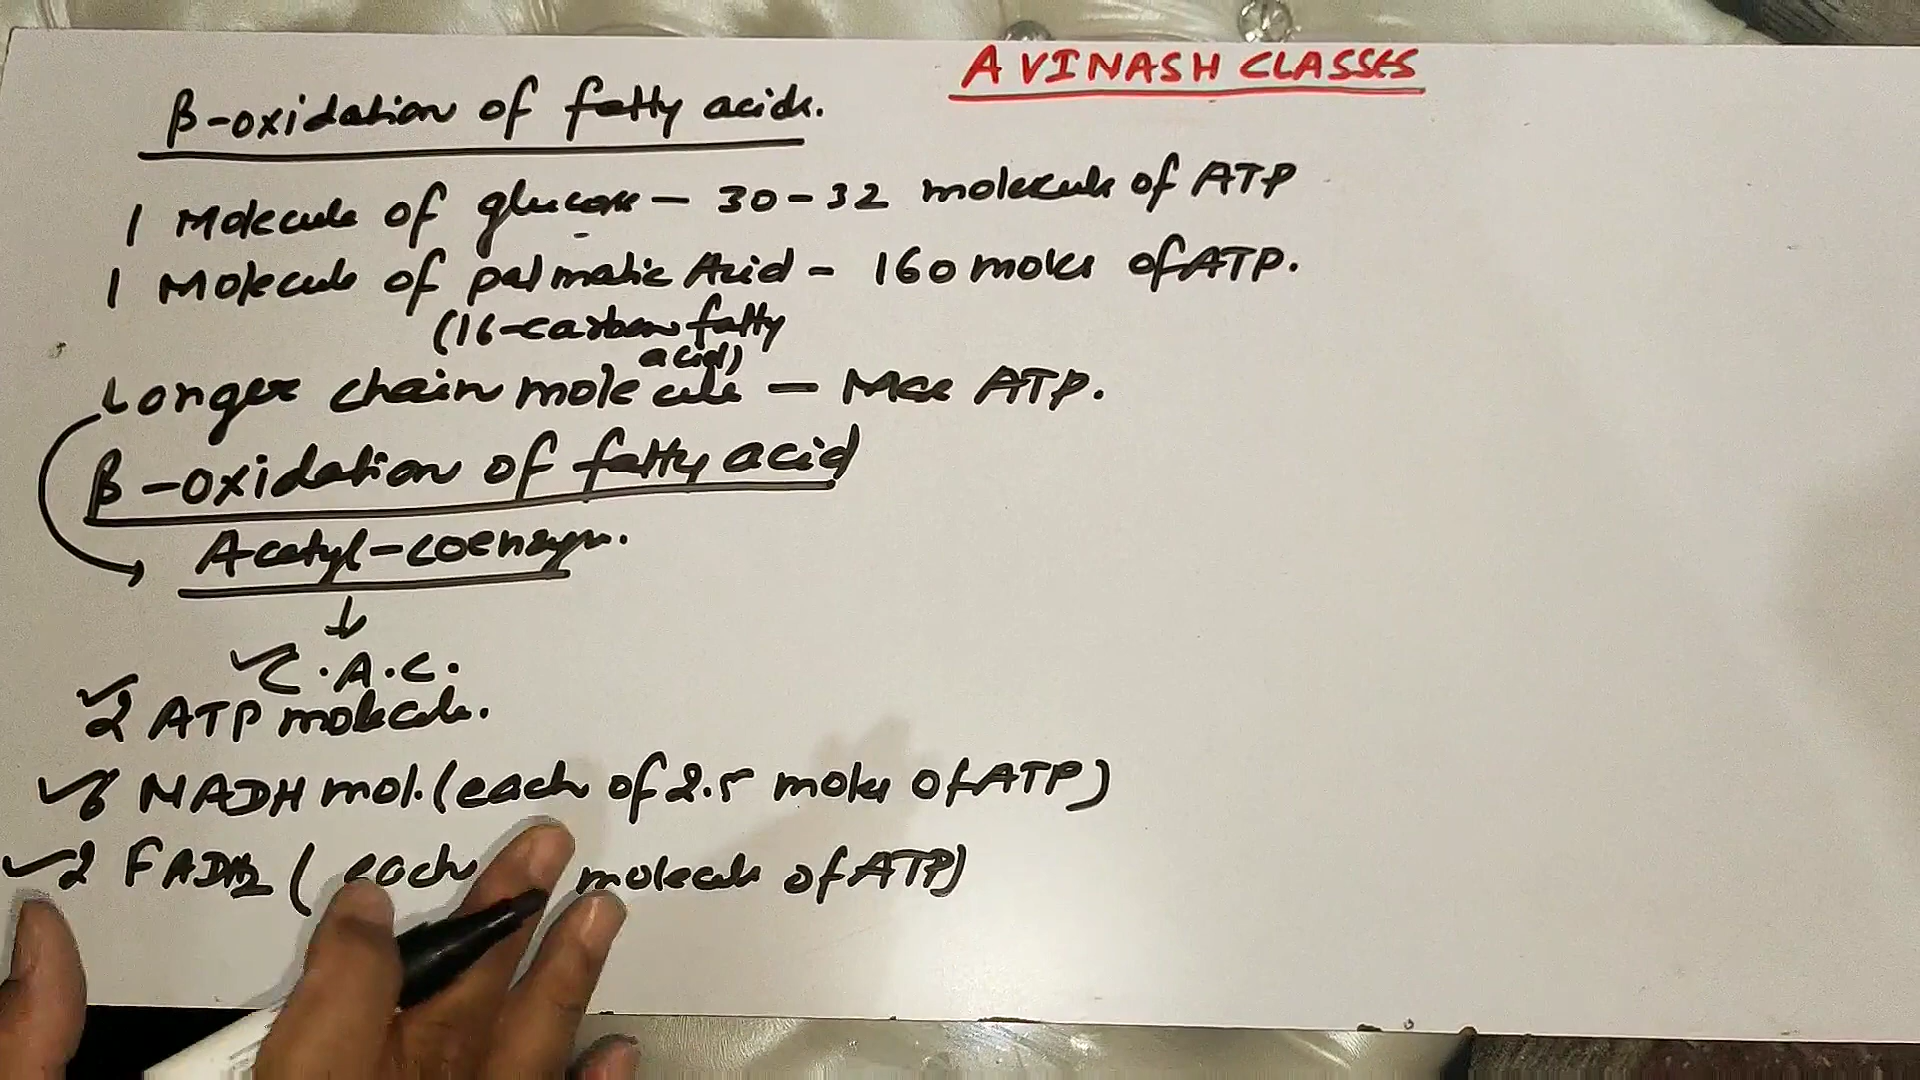 AVINASH CLASSES
β-oxidation of fatty acids.
1 Molecule of glucose - 30-32 molecule of ATP
1 Molecule of palmatic Acid - 160 moles of ATP.
(16-carbon fatty
acid)
Longer chain molecule - ATP.
β-oxidation of fatty acid
Acetyl-coenzym.
C.A.C.
2 ATP molecule.
6 NADH mol. (each of 2.5 moles of ATP)
2 FADH2 ( each molecule of ATP)